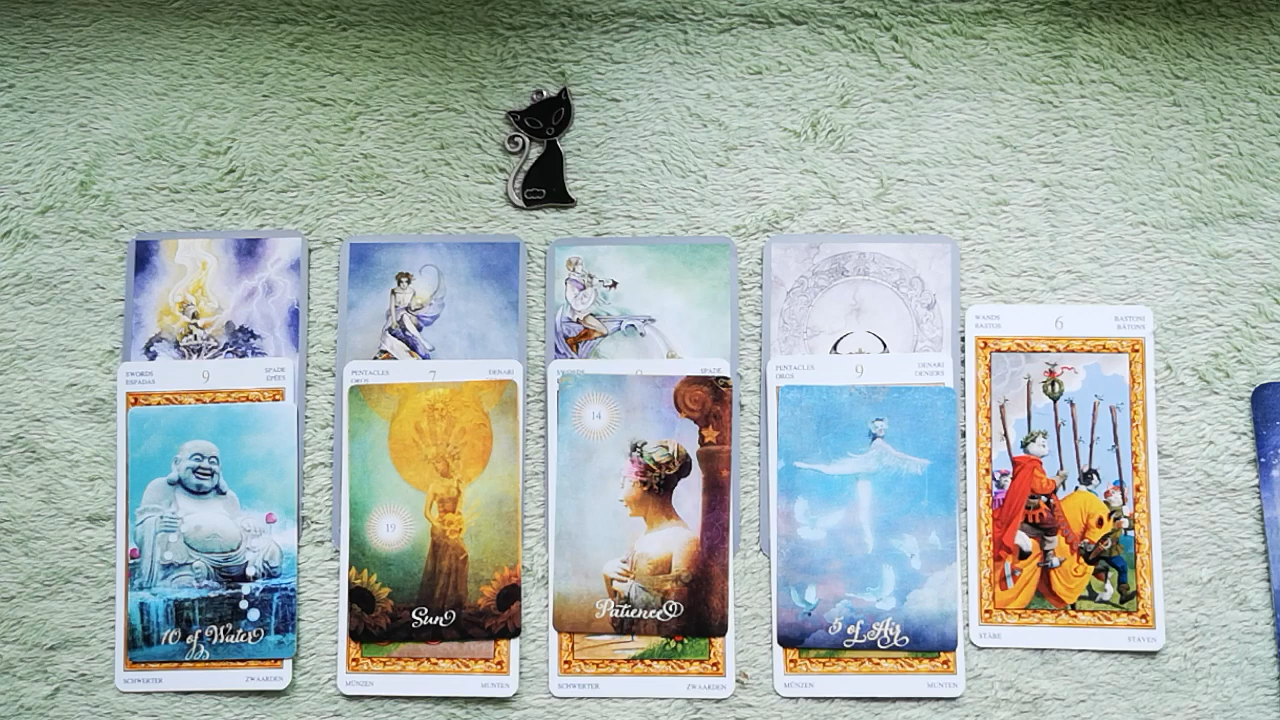 SWORDS
ESPADAS
9
SPADE
ÉPÉES
10 of Water
SCHWERTER
ZWAARDEN
PENTACLES
OROS
7
DENARI
19
Sun
MÜNZEN
MUNTEN
SPADE
14
Patience
SCHWERTER
ZWAARDEN
PENTACLES
OROS
9
DENARI
DENIERS
5 of Air
MÜNZEN
MUNTEN
WANDS
BASTOS
6
BASTONI
BÂTONS
STÄBE
STAVEN